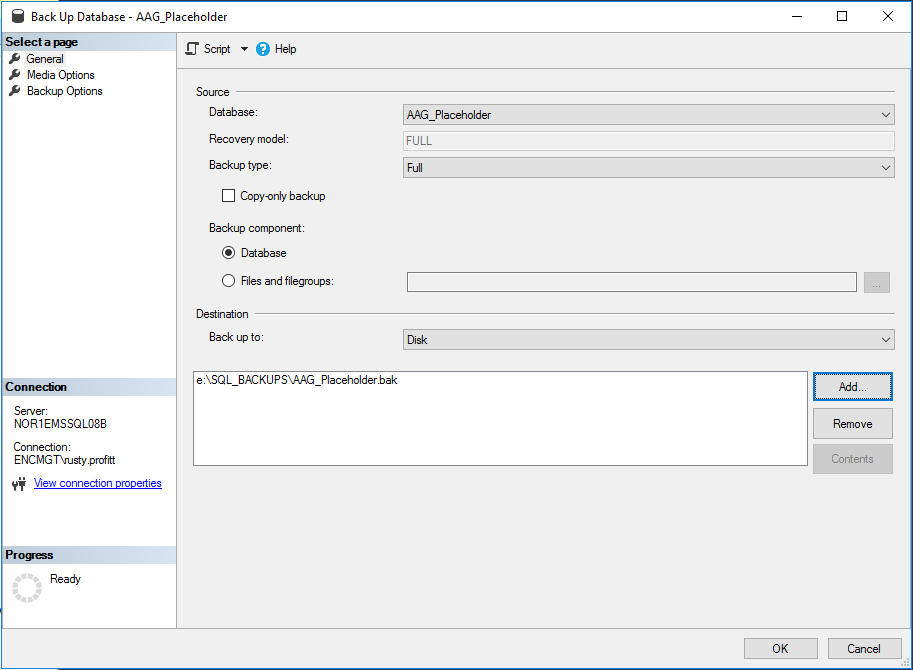 Back Up Database - AAG_Placeholder
Select a page
General
Media Options
Backup Options
Script
Help
Source
Database:
AAG_Placeholder
Recovery model:
FULL
Backup type:
Full
Copy-only backup
Backup component:
Database
Files and filegroups:
...
Destination
Back up to:
Disk
e:\SQL_BACKUPS\AAG_Placeholder.bak
Add...
Remove
Contents
Connection
Server:
NOR1EMSSQL08B
Connection:
ENCMGT\rusty.profitt
View connection properties
Progress
Ready
OK
Cancel